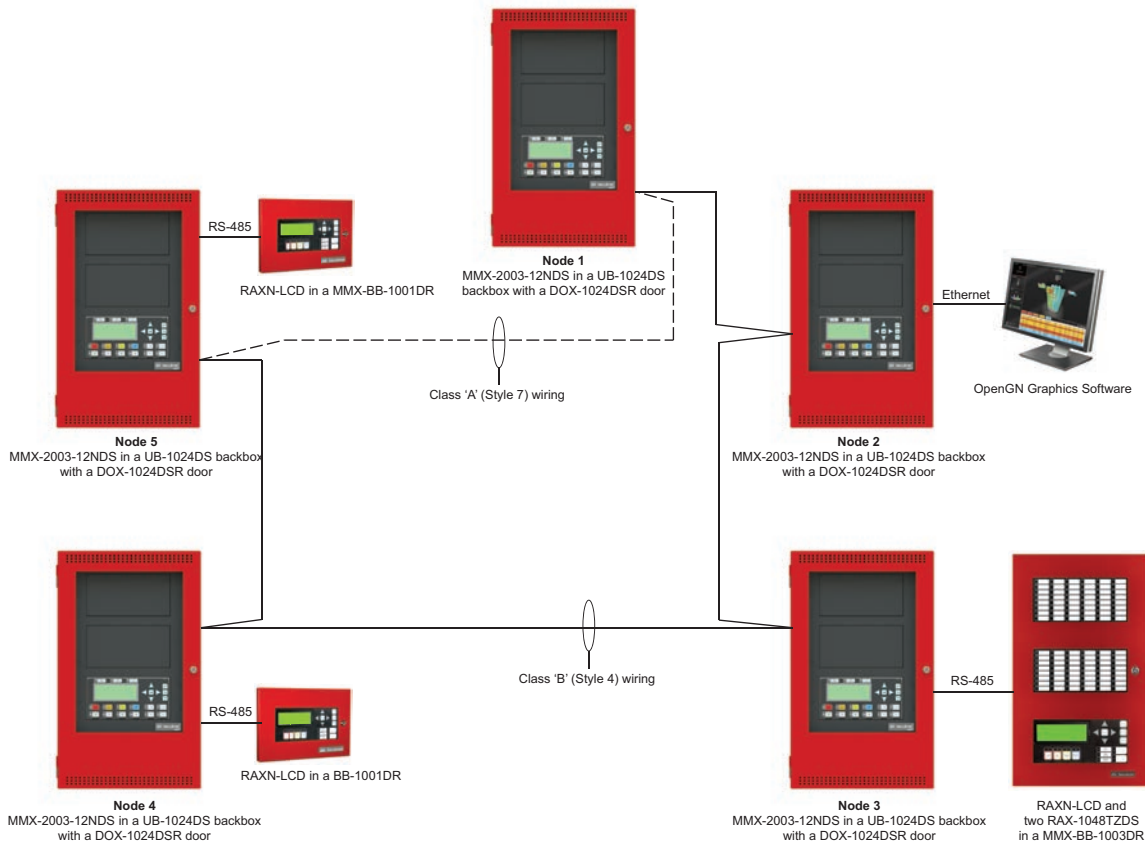 Node 1
MMX-2003-12NDS in a UB-1024DS
backbox with a DOX-1024DSR door
RS-485
RAXN-LCD in a MMX-BB-1001DR
Ethernet
OpenGN Graphics Software
Class ‘A’ (Style 7) wiring
Node 5
MMX-2003-12NDS in a UB-1024DS backbox
with a DOX-1024DSR door
Node 2
MMX-2003-12NDS in a UB-1024DS backbox
with a DOX-1024DSR door
Class ‘B’ (Style 4) wiring
RS-485
RAXN-LCD in a BB-1001DR
RS-485
Node 4
MMX-2003-12NDS in a UB-1024DS backbox
with a DOX-1024DSR door
Node 3
MMX-2003-12NDS in a UB-1024DS backbox
with a DOX-1024DSR door
RAXN-LCD and
two RAX-1048TZDS
in a MMX-BB-1003DR